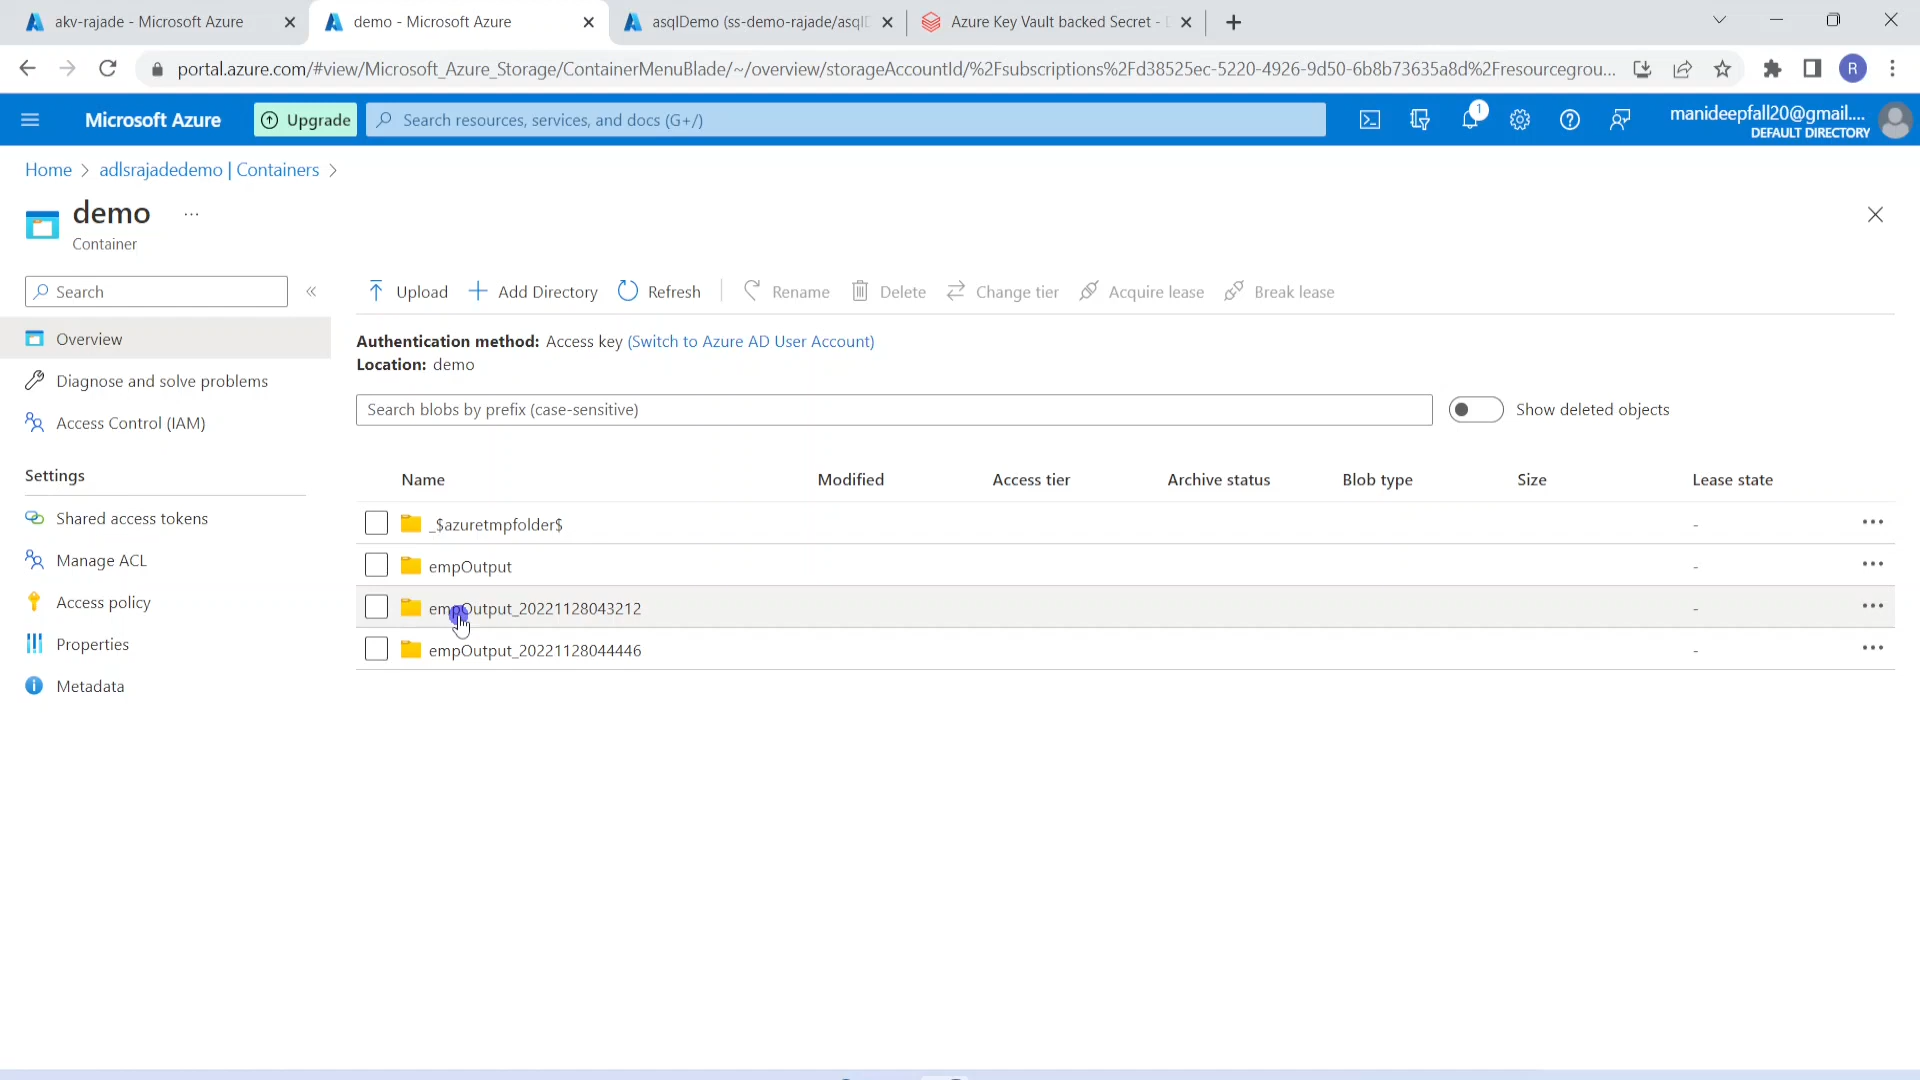 akv-rajade - Microsoft Azure
demo - Microsoft Azure
asqlDemo (ss-demo-rajade/asqlD
Azure Key Vault backed Secret - D
portal.azure.com/#view/Microsoft_Azure_Storage/ContainerMenuBlade/~/overview/storageAccountId/%2Fsubscriptions%2Fd38525ec-5220-4926-9d50-6b8b73635a8d%2Fresourcegrou...
R
Microsoft Azure
Upgrade
Search resources, services, and docs (G+/)
1
manideepfall20@gmail....
DEFAULT DIRECTORY
Home > adlsrajadedemo | Containers >
demo ...
Container
Search «
Upload + Add Directory Refresh Rename Delete Change tier Acquire lease Break lease
Overview
Diagnose and solve problems
Access Control (IAM)
Settings
Shared access tokens
Manage ACL
Access policy
Properties
Metadata
Authentication method: Access key (Switch to Azure AD User Account)
Location: demo
Search blobs by prefix (case-sensitive)
Show deleted objects
Name Modified Access tier Archive status Blob type Size Lease state
_$azuretmpfolder$ - ...
empOutput - ...
empOutput_20221128043212 - ...
empOutput_20221128044446 - ...